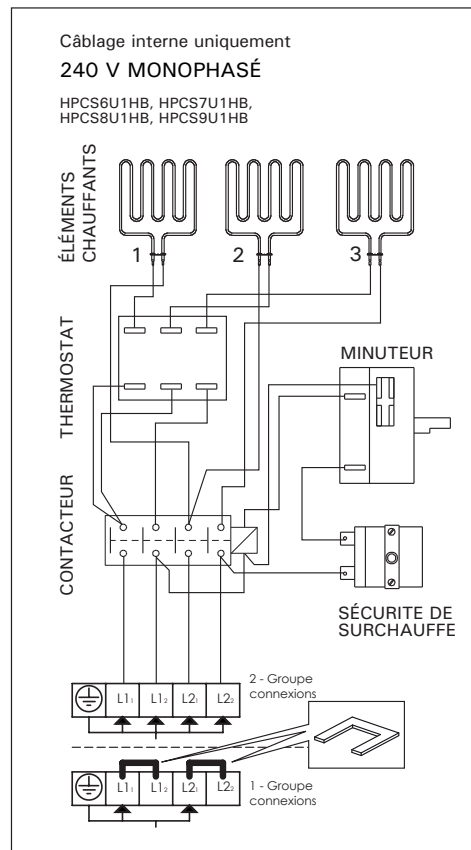 Câblage interne uniquement
240 V MONOPHASÉ
HPCS6U1HB, HPCS7U1HB,
HPCS8U1HB, HPCS9U1HB
ÉLÉMENTS
CHAUFFANTS
1
2
3
THERMOSTAT
MINUTEUR
CONTACTEUR
SÉCURITE DE
SURCHAUFFE
2 - Groupe
connexions
L1₁ L1₂ L2₁ L2₂
L1₁ L1₂ L2₁ L2₂
1 - Groupe
connexions